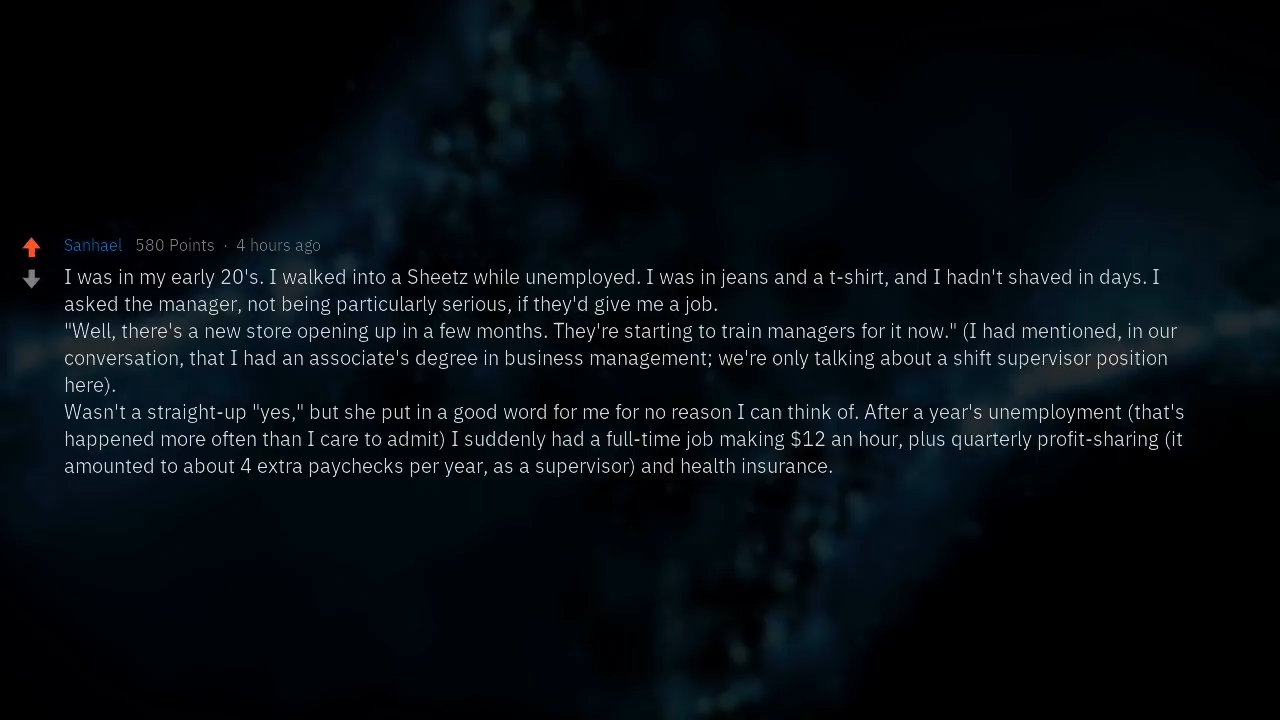 Sanhael 580 Points · 4 hours ago
I was in my early 20's. I walked into a Sheetz while unemployed. I was in jeans and a t-shirt, and I hadn't shaved in days. I
asked the manager, not being particularly serious, if they'd give me a job.
"Well, there's a new store opening up in a few months. They're starting to train managers for it now." (I had mentioned, in our
conversation, that I had an associate's degree in business management; we're only talking about a shift supervisor position
here).
Wasn't a straight-up "yes," but she put in a good word for me for no reason I can think of. After a year's unemployment (that's
happened more often than I care to admit) I suddenly had a full-time job making $12 an hour, plus quarterly profit-sharing (it
amounted to about 4 extra paychecks per year, as a supervisor) and health insurance.